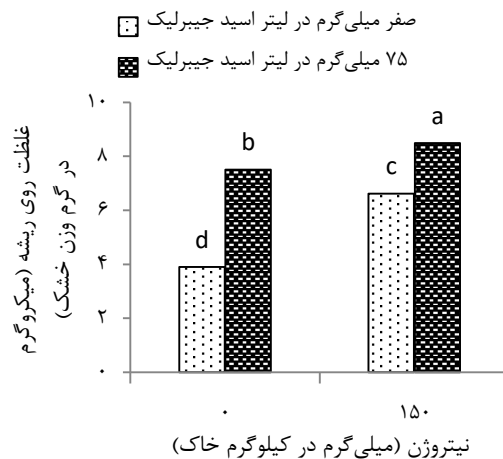 صفر میلی‌گرم در لیتر اسید جیبرلیک
۷۵ میلی‌گرم در لیتر اسید جیبرلیک
غلظت روی ریشه (میکروگرم
در گرم وزن خشک)
۱۰
۸
۶
۴
۲
۰
d
b
c
a
۰
۱۵۰
نیتروژن (میلی‌گرم در کیلوگرم خاک)